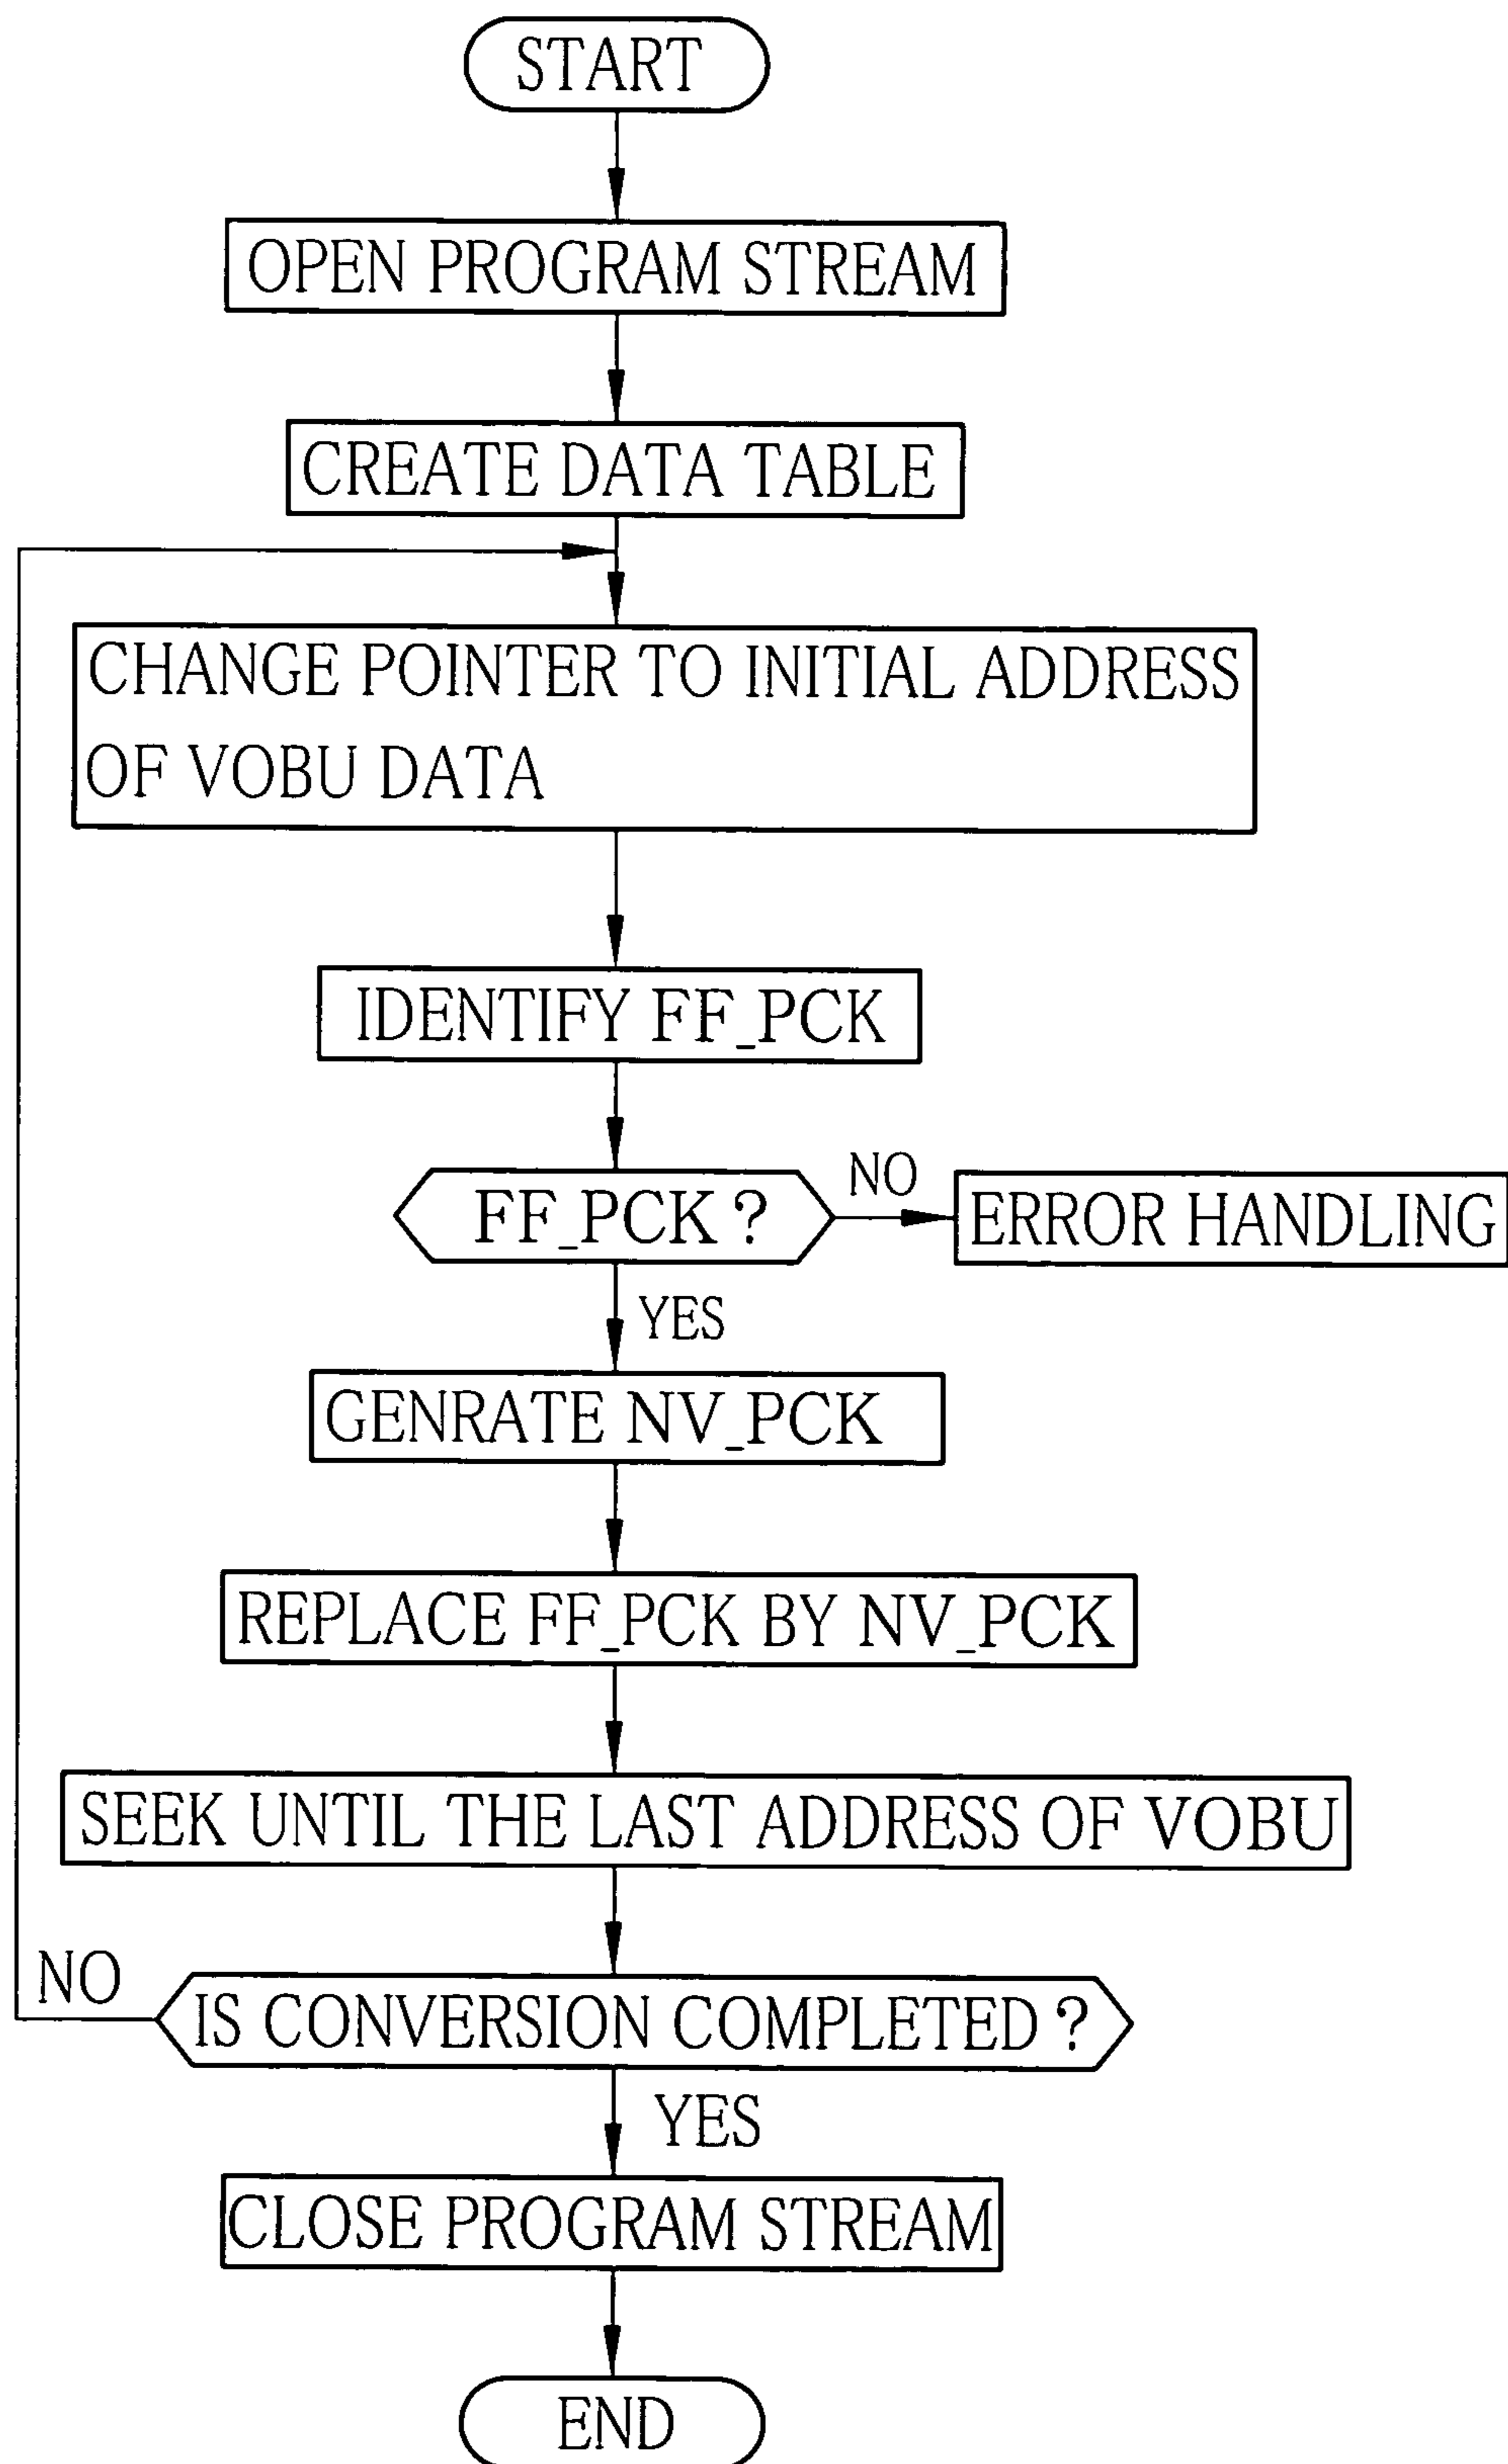 START
OPEN PROGRAM STREAM
CREATE DATA TABLE
CHANGE POINTER TO INITIAL ADDRESS
OF VOBU DATA
IDENTIFY FF_PCK
FF_PCK ?
NO
ERROR HANDLING
YES
GENRATE NV_PCK
REPLACE FF_PCK BY NV_PCK
SEEK UNTIL THE LAST ADDRESS OF VOBU
NO
IS CONVERSION COMPLETED ?
YES
CLOSE PROGRAM STREAM
END